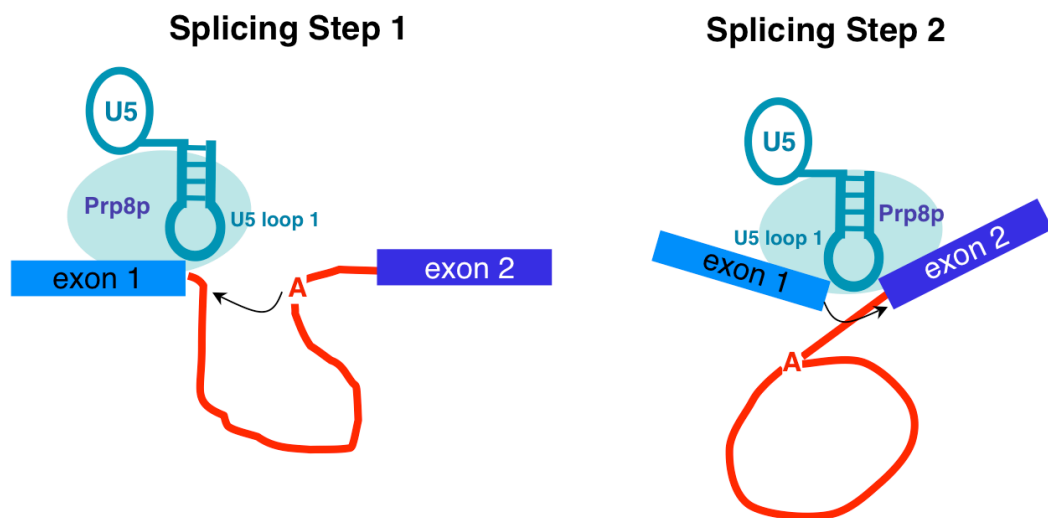 Splicing Step 1
U5
Prp8p
U5 loop 1
exon 1
A
exon 2
Splicing Step 2
U5
Prp8p
U5 loop 1
exon 1
exon 2
A